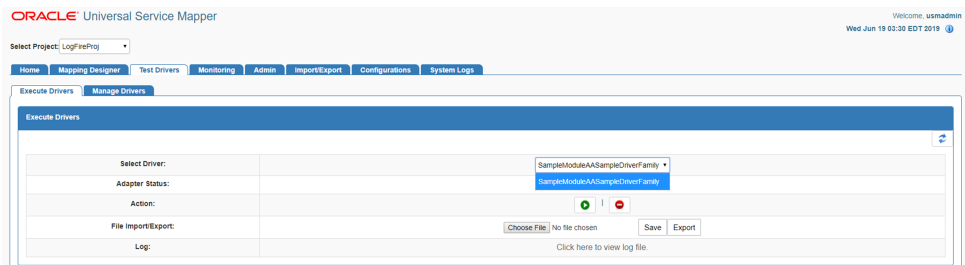 ORACLE® Universal Service Mapper
Welcome, usmadmin
Wed Jun 19 03:30 EDT 2019
Select Project: LogFireProj
Home Mapping Designer Test Drivers Monitoring Admin Import/Export Configurations System Logs
Execute Drivers Manage Drivers
Execute Drivers
Select Driver: SampleModuleAASampleDriverFamily
SampleModuleAASampleDriverFamily
Adapter Status:
Action: |
File Import/Export: Choose File No file chosen Save Export
Log: Click here to view log file.